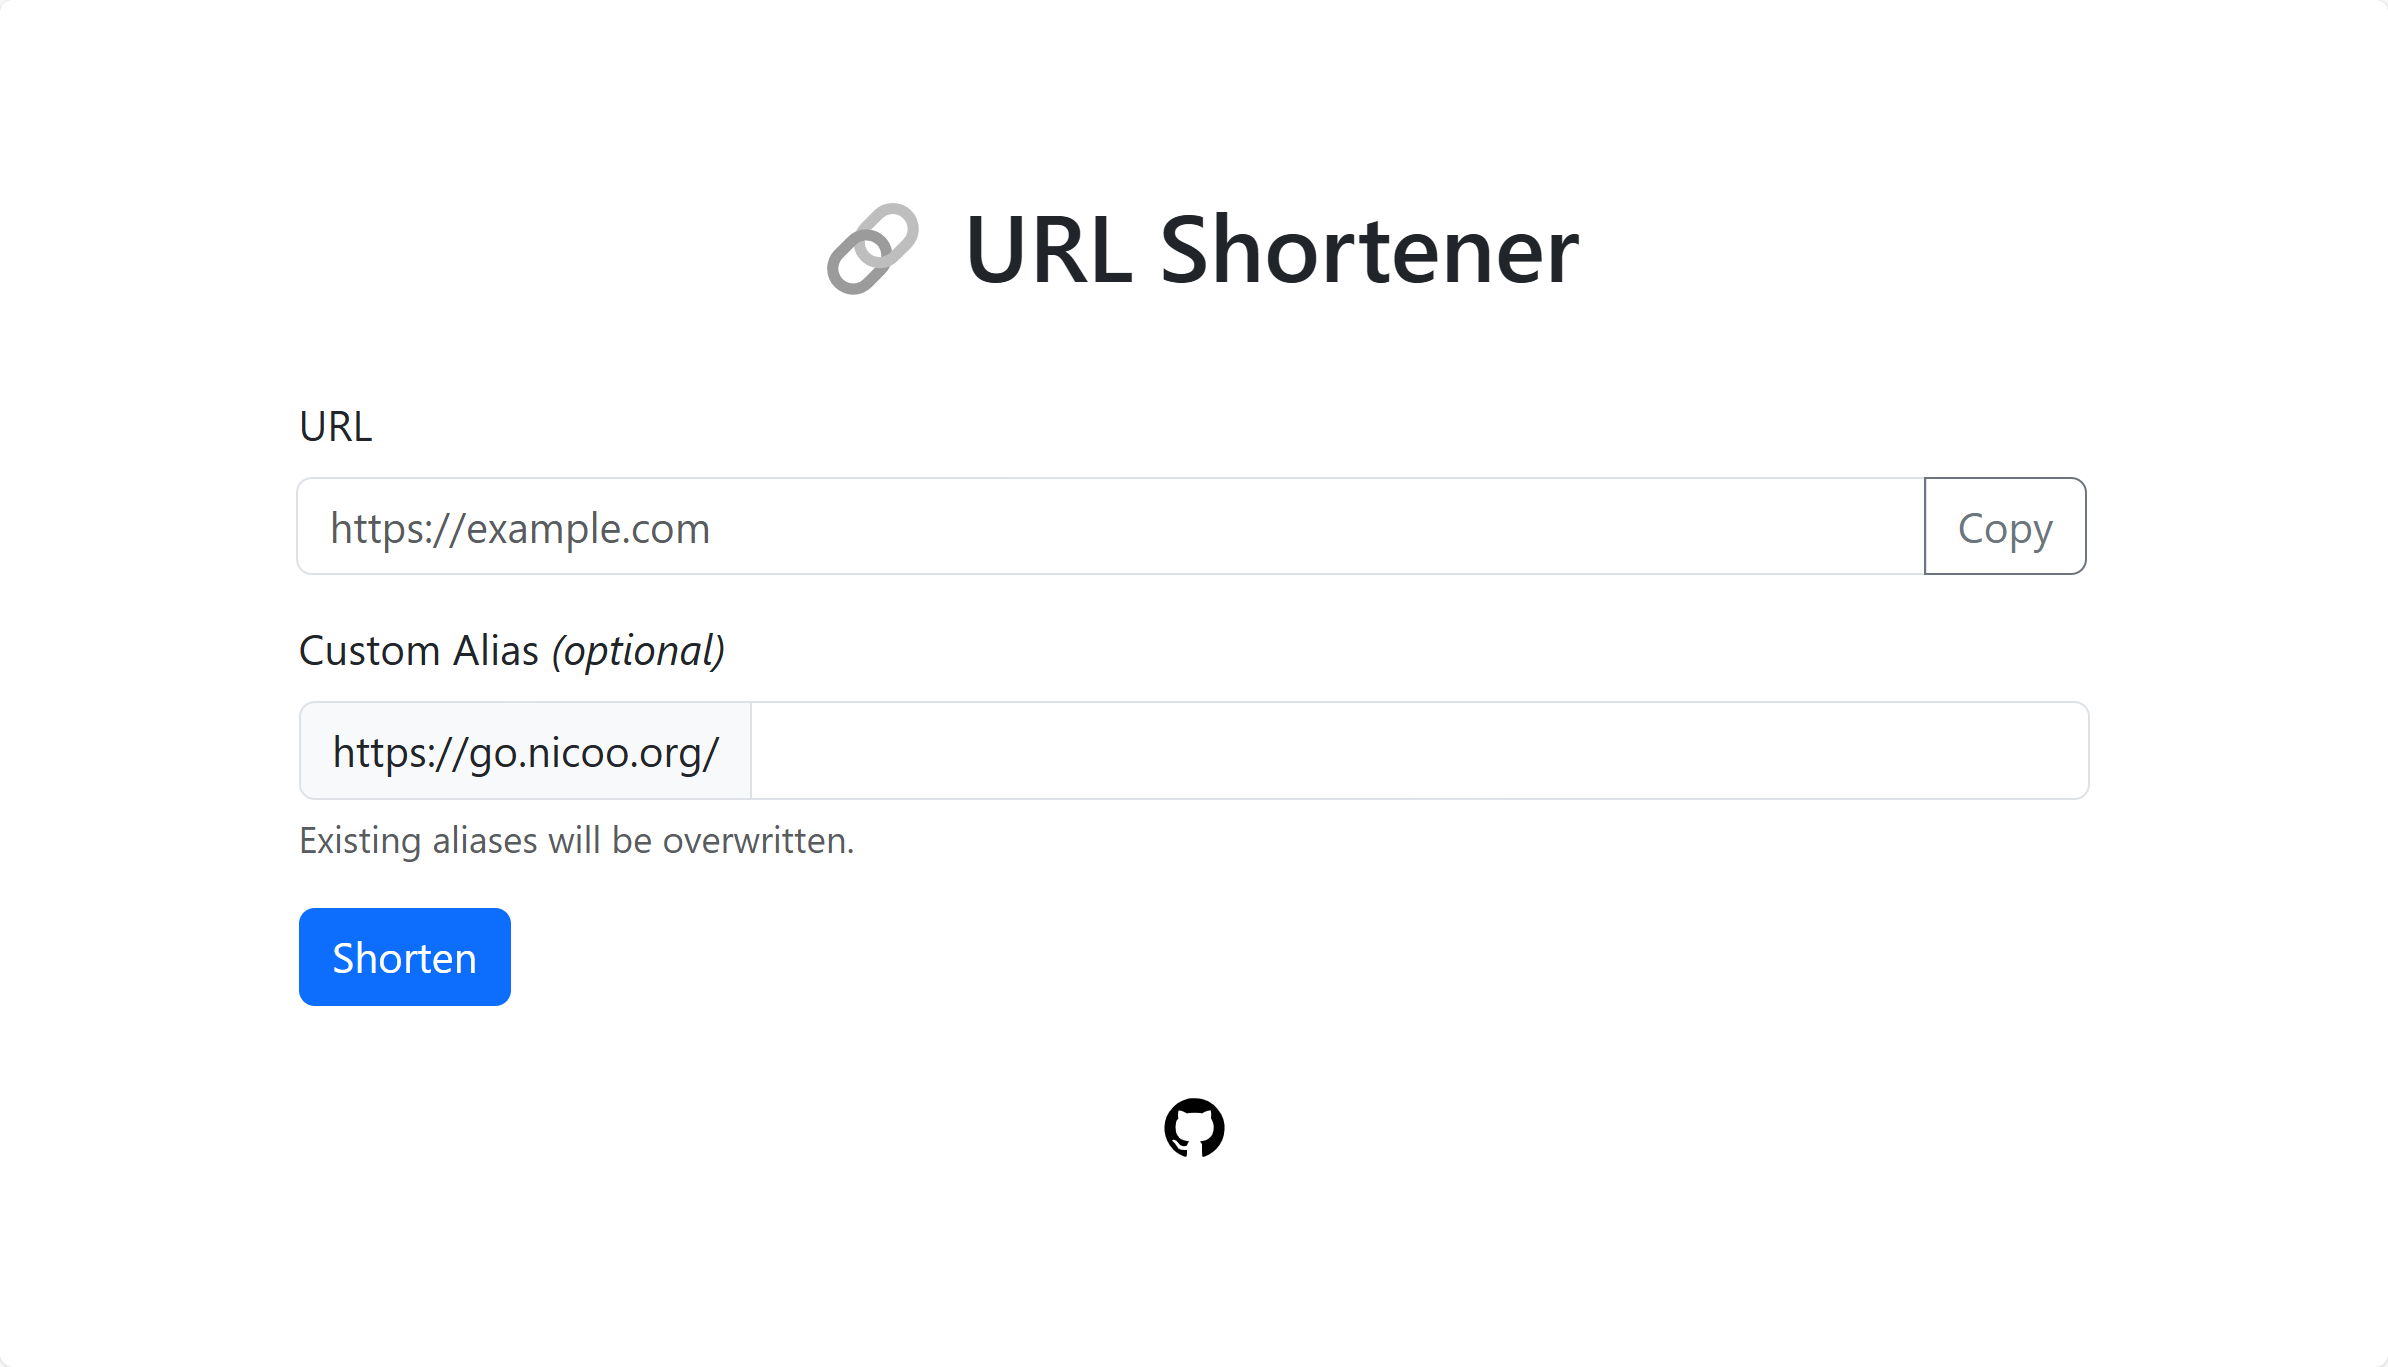 URL Shortener
URL
https://example.com
Copy
Custom Alias (optional)
https://go.nicoo.org/
Existing aliases will be overwritten.
Shorten